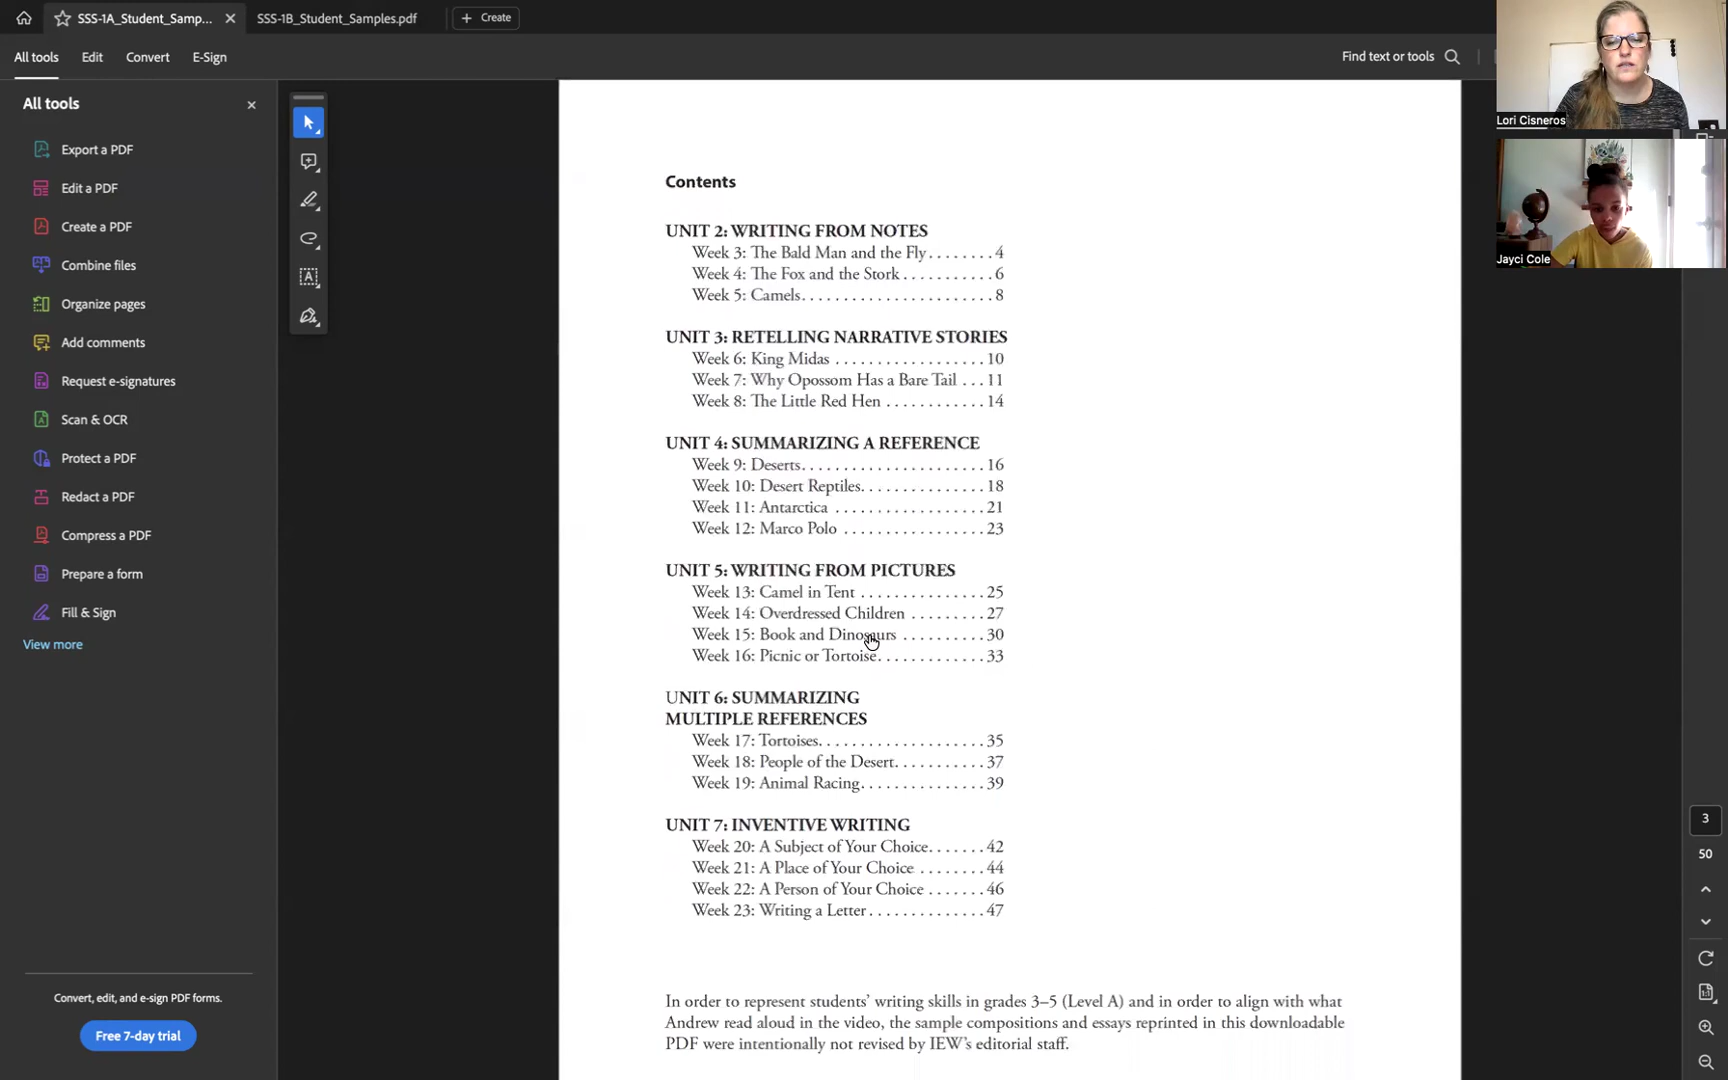 SSS-1A_Student_Samp...
SSS-1B_Student_Samples.pdf
Create
All tools
Edit
Convert
E-Sign
Find text or tools
All tools
Export a PDF
Edit a PDF
Create a PDF
Combine files
Organize pages
Add comments
Request e-signatures
Scan & OCR
Protect a PDF
Redact a PDF
Compress a PDF
Prepare a form
Fill & Sign
View more
Convert, edit, and e-sign PDF forms.
Free 7-day trial
Contents
UNIT 2: WRITING FROM NOTES
Week 3: The Bald Man and the Fly........4
Week 4: The Fox and the Stork...........6
Week 5: Camels.......................8
UNIT 3: RETELLING NARRATIVE STORIES
Week 6: King Midas ..................10
Week 7: Why Opossom Has a Bare Tail ...11
Week 8: The Little Red Hen ............14
UNIT 4: SUMMARIZING A REFERENCE
Week 9: Deserts......................16
Week 10: Desert Reptiles...............18
Week 11: Antarctica ..................21
Week 12: Marco Polo .................23
UNIT 5: WRITING FROM PICTURES
Week 13: Camel in Tent ...............25
Week 14: Overdressed Children .........27
Week 15: Book and Dinosaurs ..........30
Week 16: Picnic or Tortoise.............33
UNIT 6: SUMMARIZING
MULTIPLE REFERENCES
Week 17: Tortoises....................35
Week 18: People of the Desert...........37
Week 19: Animal Racing...............39
UNIT 7: INVENTIVE WRITING
Week 20: A Subject of Your Choice.......42
Week 21: A Place of Your Choice ........44
Week 22: A Person of Your Choice .......46
Week 23: Writing a Letter..............47
In order to represent students' writing skills in grades 3–5 (Level A) and in order to align with what
Andrew read aloud in the video, the sample compositions and essays reprinted in this downloadable
PDF were intentionally not revised by IEW's editorial staff.
Lori Cisneros
Jayci Cole
3
50